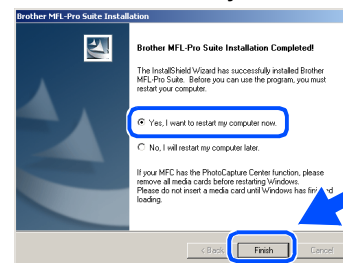 Brother MFL-Pro Suite Installation
Brother MFL-Pro Suite Installation Completed!
The InstallShield Wizard has successfully installed Brother
MFL-Pro Suite. Before you can use the program, you must
restart your computer.
Yes, I want to restart my computer now.
No, I will restart my computer later.
If your MFC has the PhotoCapture Center function, please
remove all media cards before restarting Windows.
Please do not insert a media card until Windows has finished
loading.
< Back Finish Cancel